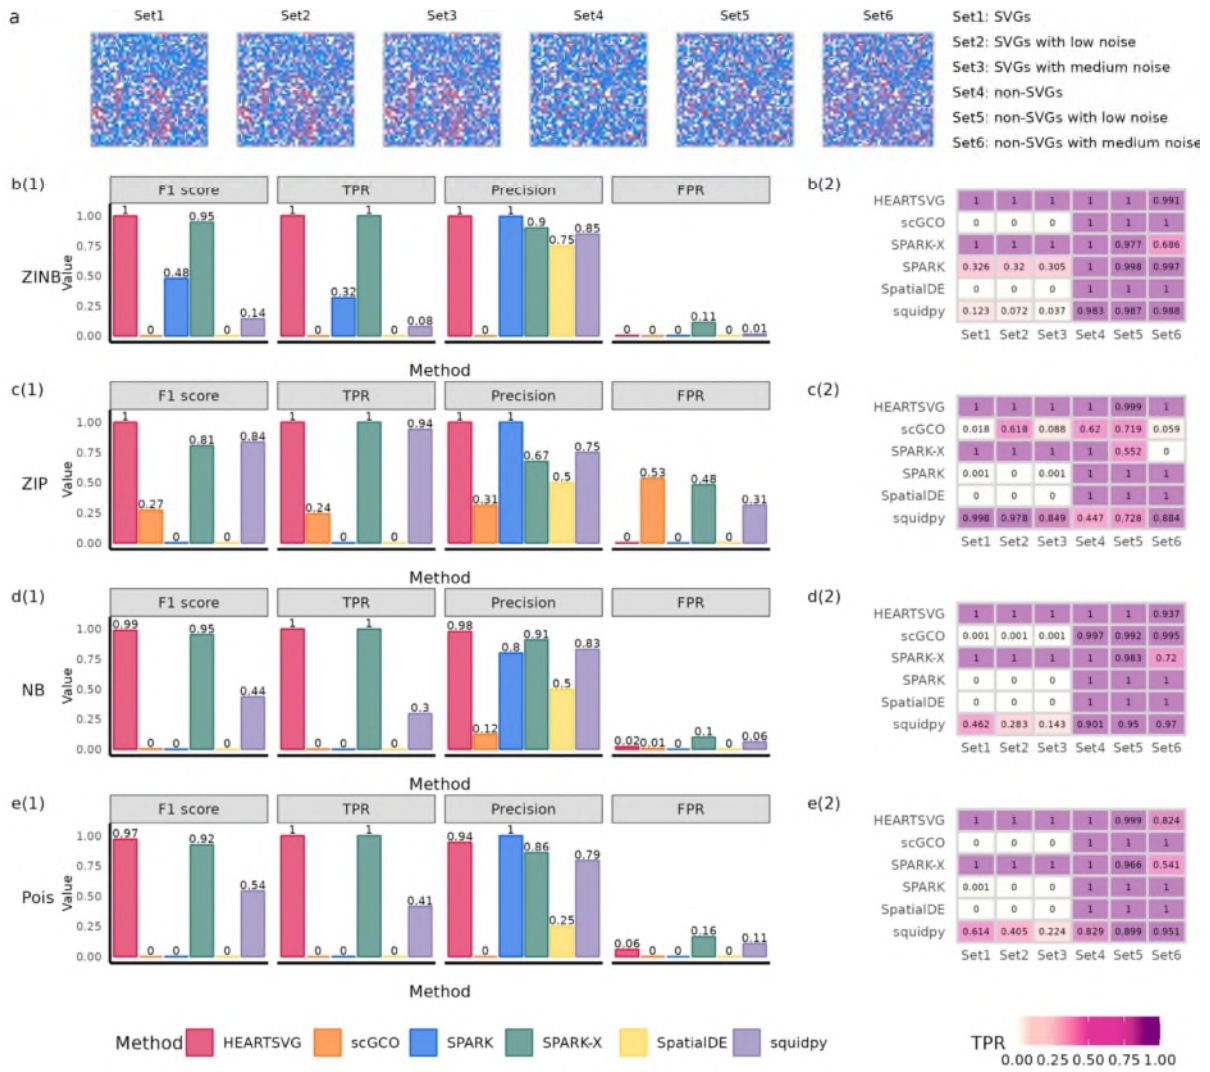 a
Set1 Set2 Set3 Set4 Set5 Set6
Set1: SVGs
Set2: SVGs with low noise
Set3: SVGs with medium noise
Set4: non-SVGs
Set5: non-SVGs with low noise
Set6: non-SVGs with medium noise
b(1)
F1 score TPR Precision FPR
ZINB
Value
1.00
0.75
0.50
0.25
0.00
1 0 0.48 0.95 0 0.14
1 0 0.32 1 0 0.08
1 0 1 0.9 0.75 0.85
0 0 0 0.11 0 0.01
Method
b(2)
HEARTSVG 1 1 1 1 1 0.991
scGCO 0 0 0 1 1 1
SPARK-X 1 1 1 1 0.977 0.686
SPARK 0.326 0.32 0.305 1 0.998 0.997
SpatialDE 0 0 0 1 1 1
squidpy 0.123 0.072 0.037 0.983 0.987 0.988
Set1 Set2 Set3 Set4 Set5 Set6
c(1)
F1 score TPR Precision FPR
ZIP
Value
1.00
0.75
0.50
0.25
0.00
1 0.27 0 0.81 0 0.84
1 0.24 0 1 0 0.94
1 0.31 1 0.67 0.5 0.75
0 0.53 0 0.48 0 0.31
Method
c(2)
HEARTSVG 1 1 1 1 0.999 1
scGCO 0.018 0.618 0.088 0.62 0.719 0.059
SPARK-X 1 1 1 1 0.552 0
SPARK 0.001 0 0.001 1 1 1
SpatialDE 0 0 0 1 1 1
squidpy 0.998 0.978 0.849 0.447 0.728 0.884
Set1 Set2 Set3 Set4 Set5 Set6
d(1)
F1 score TPR Precision FPR
NB
Value
1.00
0.75
0.50
0.25
0.00
0.99 0 0 0.95 0 0.44
1 0 0 1 0 0.3
0.98 0.12 0.8 0.91 0.5 0.83
0.02 0.01 0 0.1 0 0.06
Method
d(2)
HEARTSVG 1 1 1 1 1 0.937
scGCO 0.001 0.001 0.001 0.997 0.992 0.995
SPARK-X 1 1 1 1 0.983 0.72
SPARK 0 0 0 1 1 1
SpatialDE 0 0 0 1 1 1
squidpy 0.462 0.283 0.143 0.901 0.95 0.97
Set1 Set2 Set3 Set4 Set5 Set6
e(1)
F1 score TPR Precision FPR
Pois
Value
1.00
0.75
0.50
0.25
0.00
0.97 0 0 0.92 0 0.54
1 0 0 1 0 0.41
0.94 0 1 0.86 0.25 0.79
0.06 0 0 0.16 0 0.11
Method
e(2)
HEARTSVG 1 1 1 1 0.999 0.824
scGCO 0 0 0 1 1 1
SPARK-X 1 1 1 1 0.966 0.541
SPARK 0.001 0 0 1 1 1
SpatialDE 0 0 0 1 1 1
squidpy 0.614 0.405 0.224 0.829 0.899 0.951
Set1 Set2 Set3 Set4 Set5 Set6
Method HEARTSVG scGCO SPARK SPARK-X SpatialDE squidpy
TPR
0.00 0.25 0.50 0.75 1.00